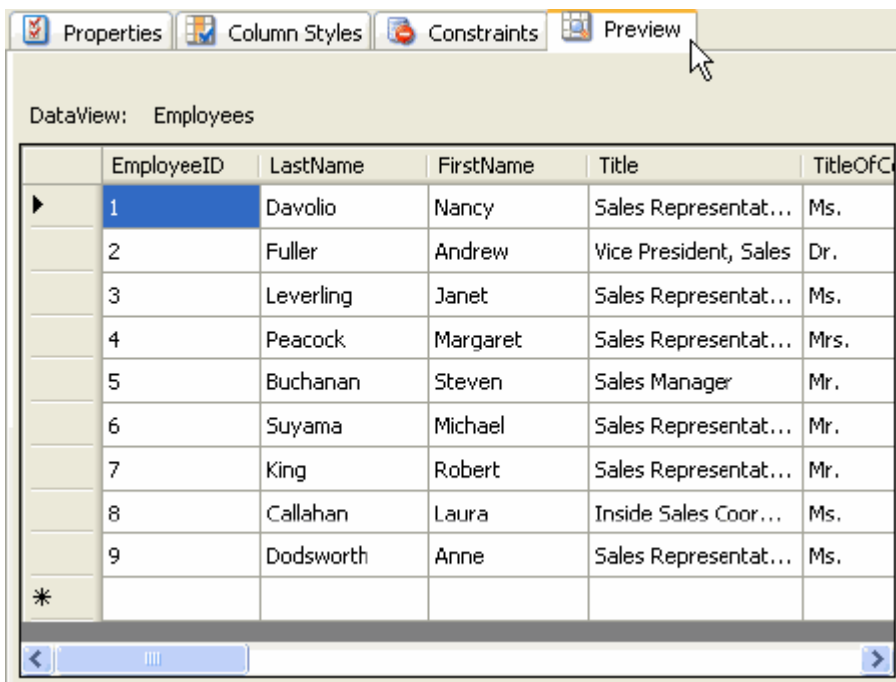 Properties Column Styles Constraints Preview
DataView: Employees
EmployeeID LastName FirstName Title TitleOfC
1 Davolio Nancy Sales Representat... Ms.
2 Fuller Andrew Vice President, Sales Dr.
3 Leverling Janet Sales Representat... Ms.
4 Peacock Margaret Sales Representat... Mrs.
5 Buchanan Steven Sales Manager Mr.
6 Suyama Michael Sales Representat... Mr.
7 King Robert Sales Representat... Mr.
8 Callahan Laura Inside Sales Coor... Ms.
9 Dodsworth Anne Sales Representat... Ms.